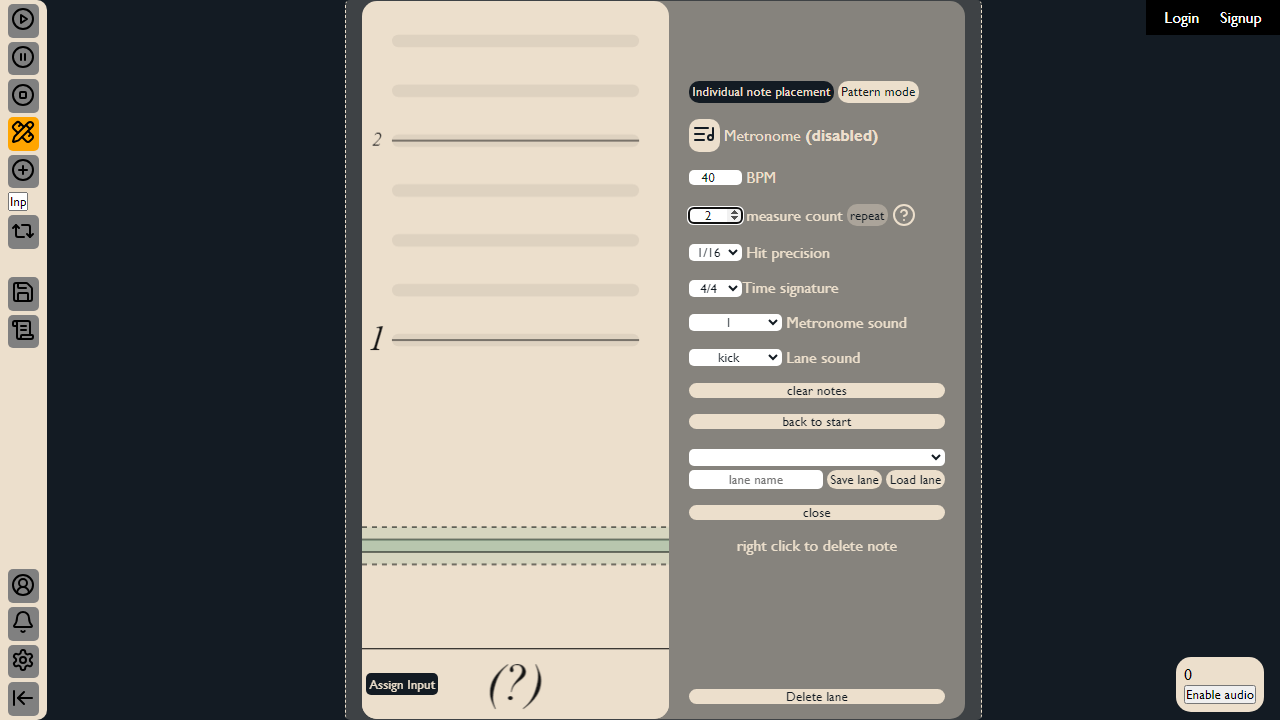 Login Signup
Inp
2
1
Individual note placement Pattern mode
Metronome (disabled)
40 BPM
2 measure count repeat ?
1/16 Hit precision
4/4 Time signature
1 Metronome sound
kick Lane sound
clear notes
back to start
lane name Save lane Load lane
close
right click to delete note
Assign Input (?)
Delete lane
0
Enable audio